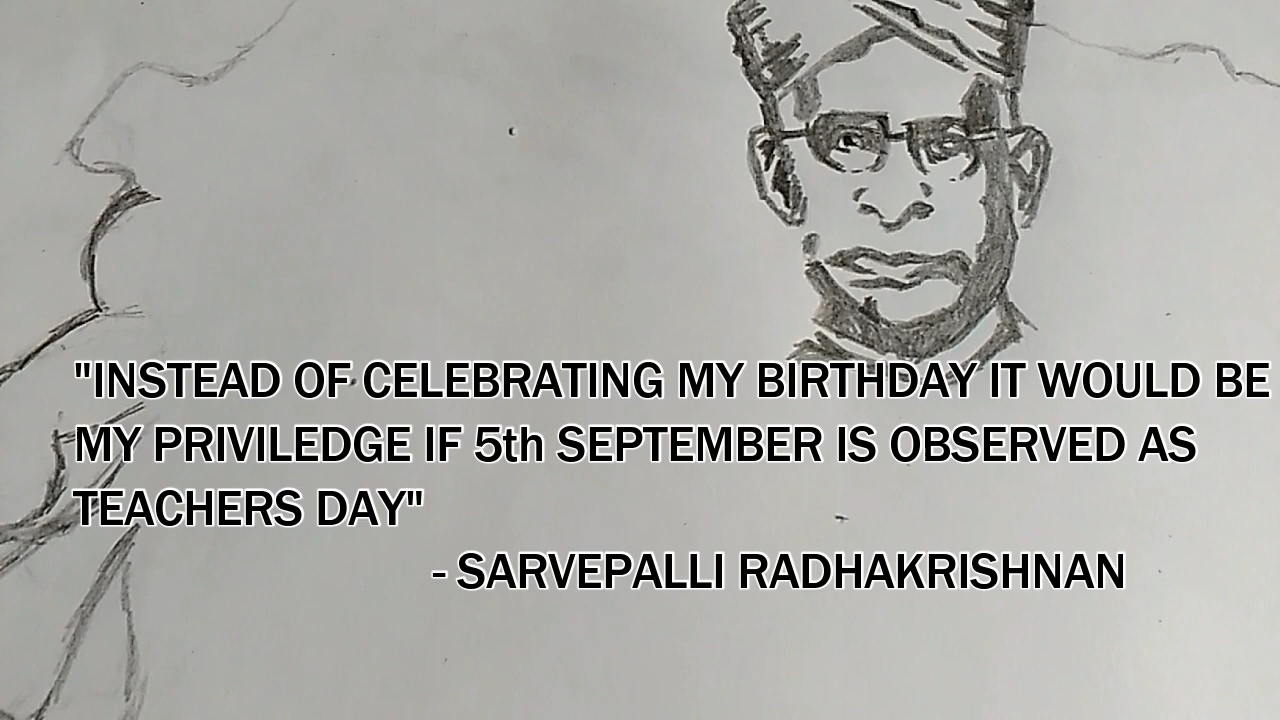 "INSTEAD OF CELEBRATING MY BIRTHDAY IT WOULD BE
MY PRIVILEDGE IF 5th SEPTEMBER IS OBSERVED AS
TEACHERS DAY"
- SARVEPALLI RADHAKRISHNAN